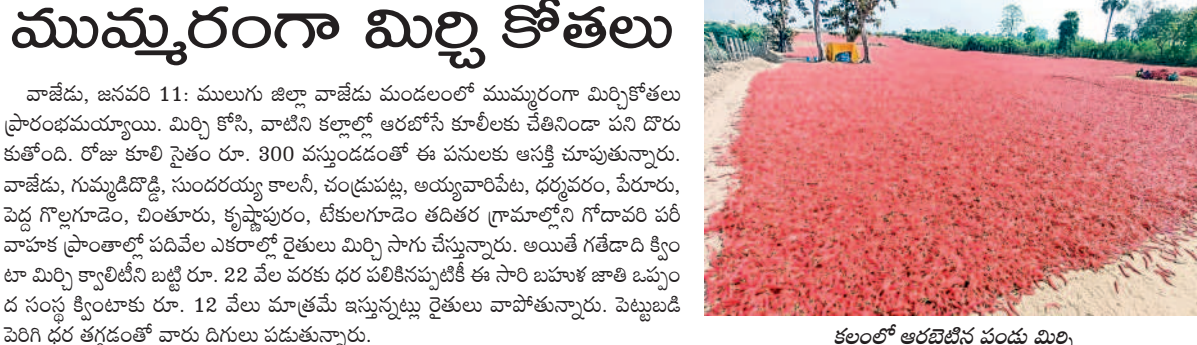 ముమ్మరంగా మిర్చి కోతలు
వాజేడు, జనవరి 11: ములుగు జిల్లా వాజేడు మండలంలో ముమ్మరంగా మిర్చికోతలు
ప్రారంభమయ్యాయి. మిర్చి కోసి, వాటిని కల్లాల్లో ఆరబోసే కూలీలకు చేతినిండా పని దొరు
కుతోంది. రోజు కూలి సైతం రూ. 300 వస్తుండడంతో ఈ పనులకు ఆసక్తి చూపుతున్నారు.
వాజేడు, గుమ్మడిదొడ్డి, సుందరయ్య కాలనీ, చంద్రుపట్ల, అయ్యవారిపేట, ధర్మవరం, పేరూరు,
పెద్ద గొల్లగూడెం, చింతూరు, కృష్ణాపురం, టేకులగూడెం తదితర గ్రామాల్లోని గోదావరి పరీ
వాహక ప్రాంతాల్లో పదివేల ఎకరాల్లో రైతులు మిర్చి సాగు చేస్తున్నారు. అయితే గతేడాది క్విం
టా మిర్చి క్వాలిటీని బట్టి రూ. 22 వేల వరకు ధర పలికినప్పటికీ ఈ సారి బహుళ జాతి ఒప్పం
ద సంస్థ క్వింటాకు రూ. 12 వేలు మాత్రమే ఇస్తున్నట్లు రైతులు వాపోతున్నారు. పెట్టుబడి
పెరిగి ధర తగ్గడంతో వారు దిగులు పడుతున్నారు.
కల్లంలో ఆరబెట్టిన పండు మిర్చి